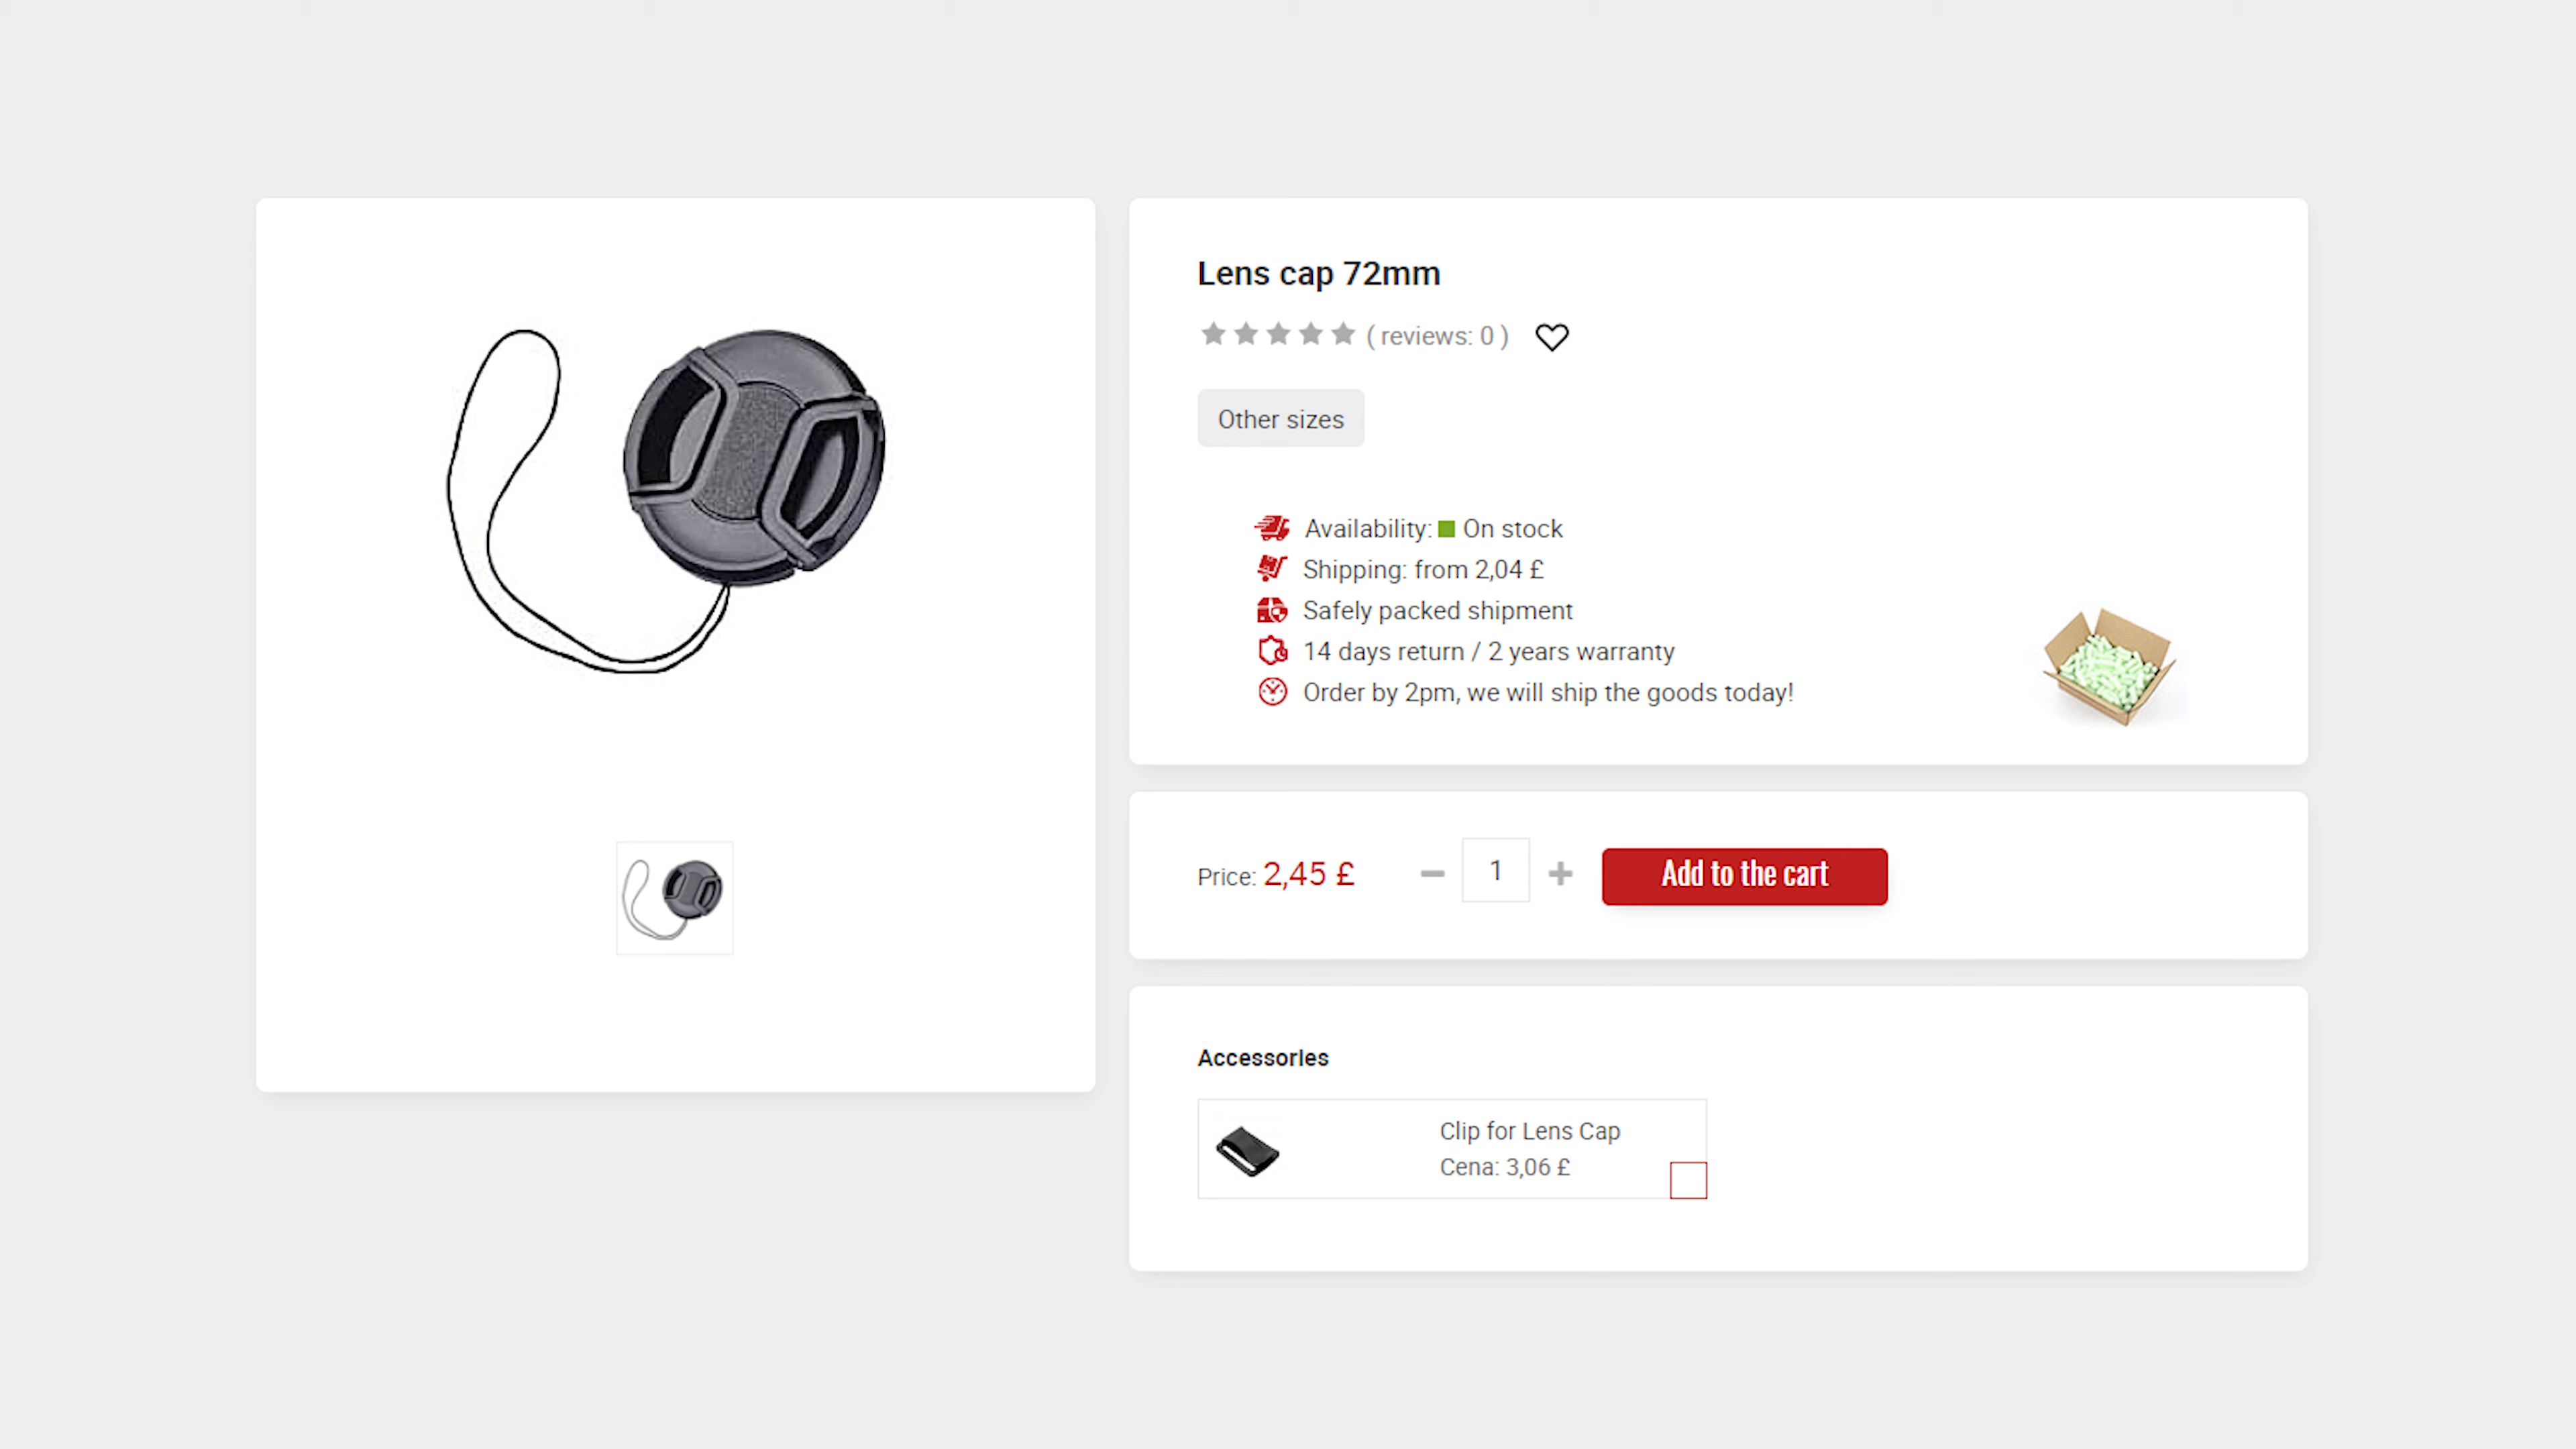 Lens cap 72mm
( reviews: 0 )
Other sizes
Availability: On stock
Shipping: from 2,04 £
Safely packed shipment
14 days return / 2 years warranty
Order by 2pm, we will ship the goods today!
Price: 2,45 £
1
Add to the cart
Accessories
Clip for Lens Cap
Cena: 3,06 £